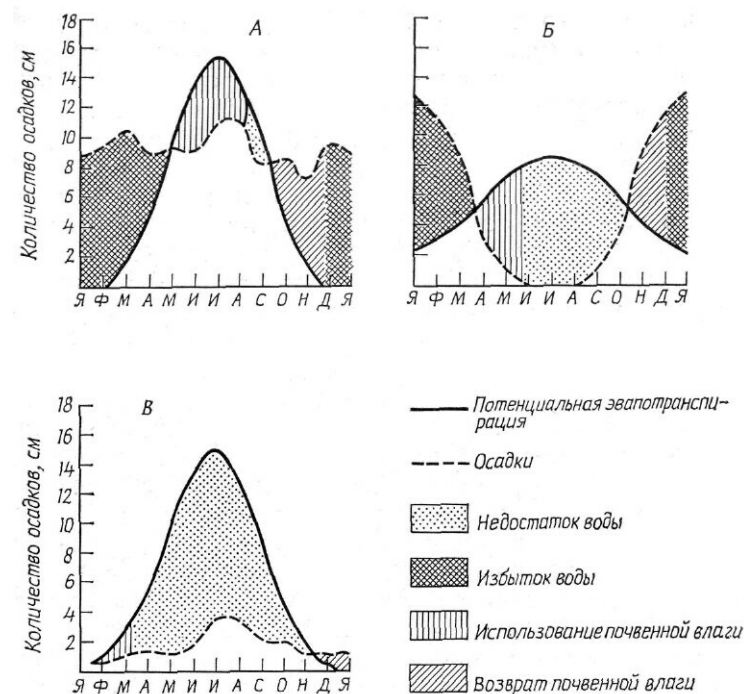 А
Количество осадков, см
18
16
14
12
10
8
6
4
2
Я Ф М А М И И А С О Н Д Я
Б
Я Ф М А М И И А С О Н Д Я
В
Количество осадков, см
18
16
14
12
10
8
6
4
2
Я Ф М А М И И А С О Н Д Я
Потенциальная эвапотранспи-
рация
Осадки
Недостаток воды
Избыток воды
Использование почвенной влаги
Возврат почвенной влаги